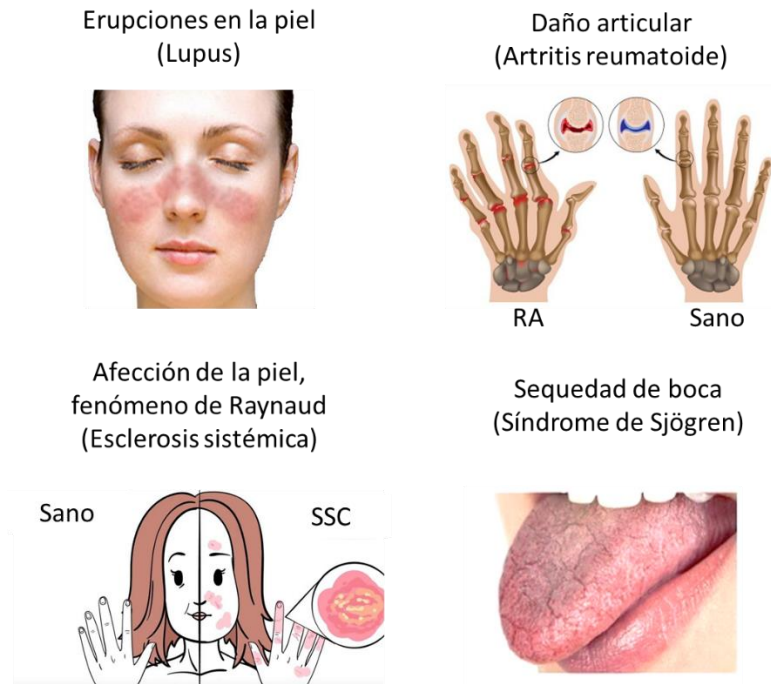 Erupciones en la piel
(Lupus)
Daño articular
(Artritis reumatoide)
RA
Sano
Afección de la piel,
fenómeno de Raynaud
(Esclerosis sistémica)
Sano
SSC
Sequedad de boca
(Síndrome de Sjögren)